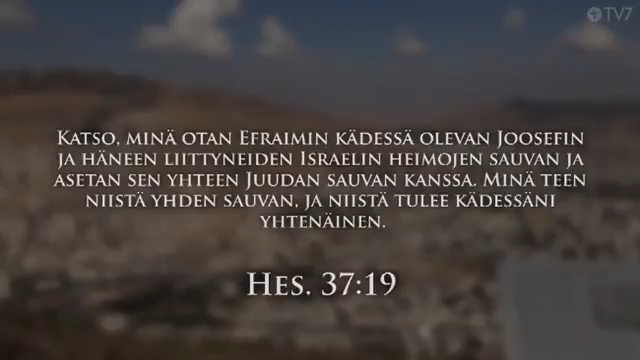 TV7
Katso, minä otan Efraimin kädessä olevan Joosefin
ja häneen liittyneiden Israelin heimojen sauvan ja
asetan sen yhteen Juudan sauvan kanssa. Minä teen
niistä yhden sauvan, ja niistä tulee kädessäni
yhtenäinen.
Hes. 37:19